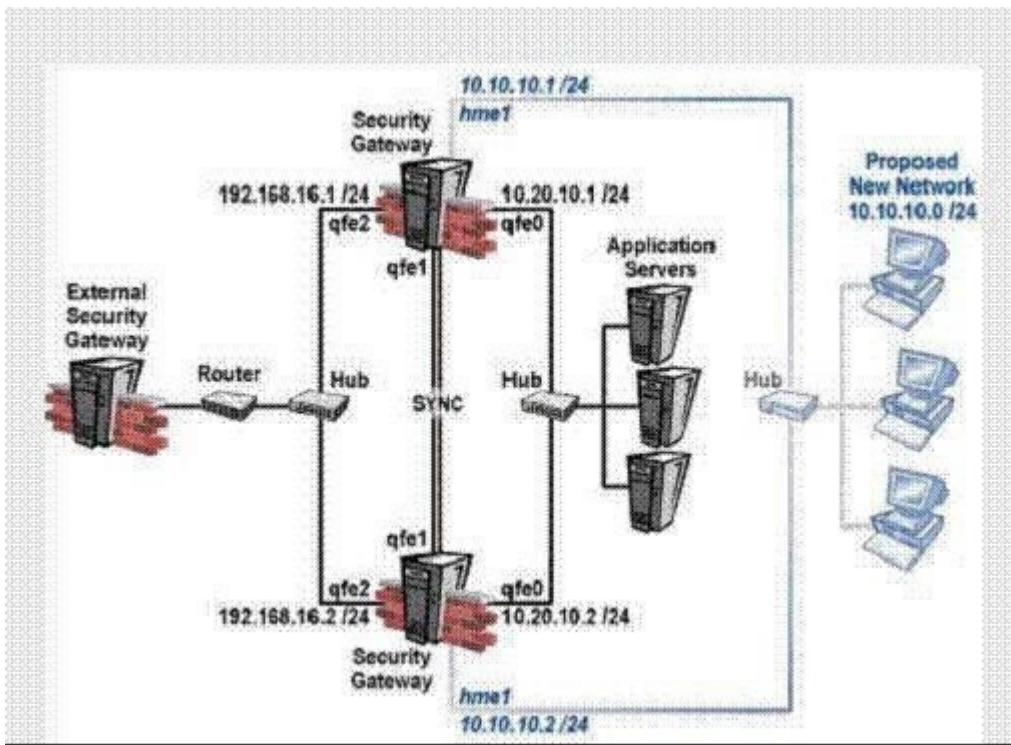 10.10.10.1 /24
hme1
Security
Gateway
192.168.16.1 /24
qfe2
10.20.10.1 /24
qfe0
qfe1
Proposed
New Network
10.10.10.0 /24
Application
Servers
External
Security
Gateway
Router
Hub
SYNC
Hub
Hub
qfe1
qfe2
192.168.16.2 /24
qfe0
10.20.10.2 /24
Security
Gateway
hme1
10.10.10.2 /24